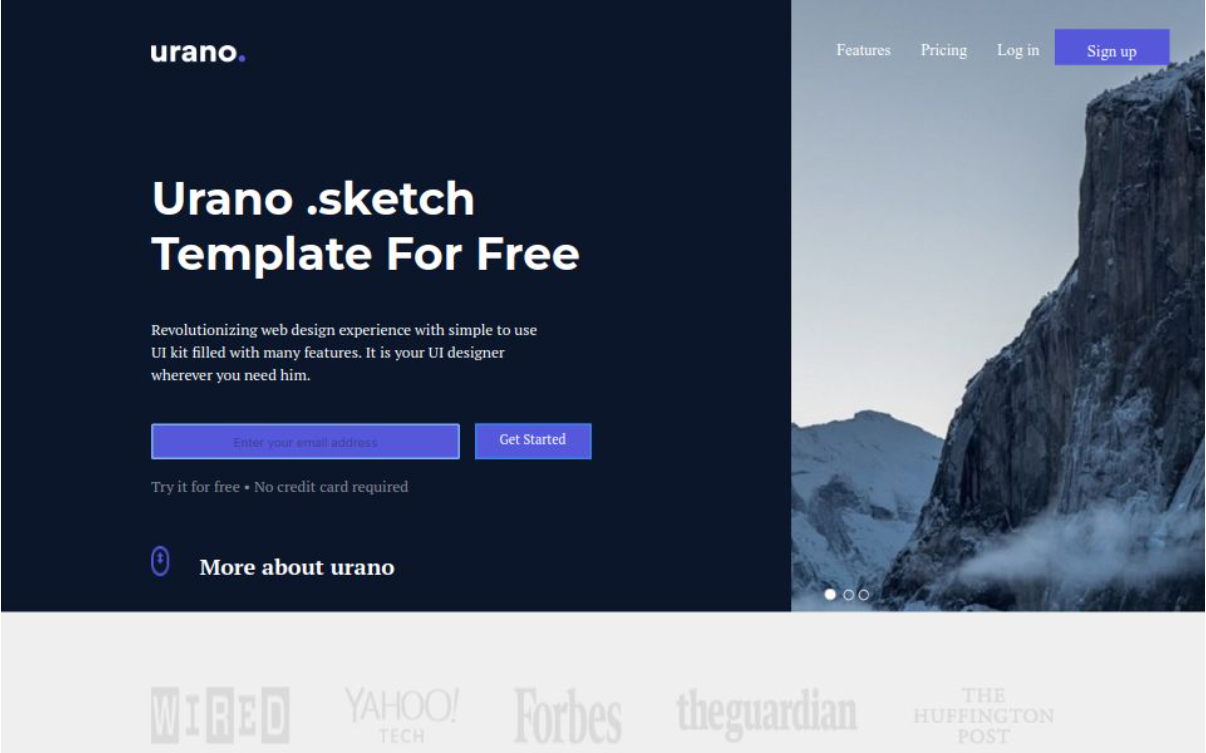 urano.
Features Pricing Log in Sign up
Urano .sketch
Template For Free
Revolutionizing web design experience with simple to use
UI kit filled with many features. It is your UI designer
wherever you need him.
Enter your email address
Get Started
Try it for free • No credit card required
More about urano
WIRED
YAHOO!
TECH
Forbes
theguardian
THE
HUFFINGTON
POST